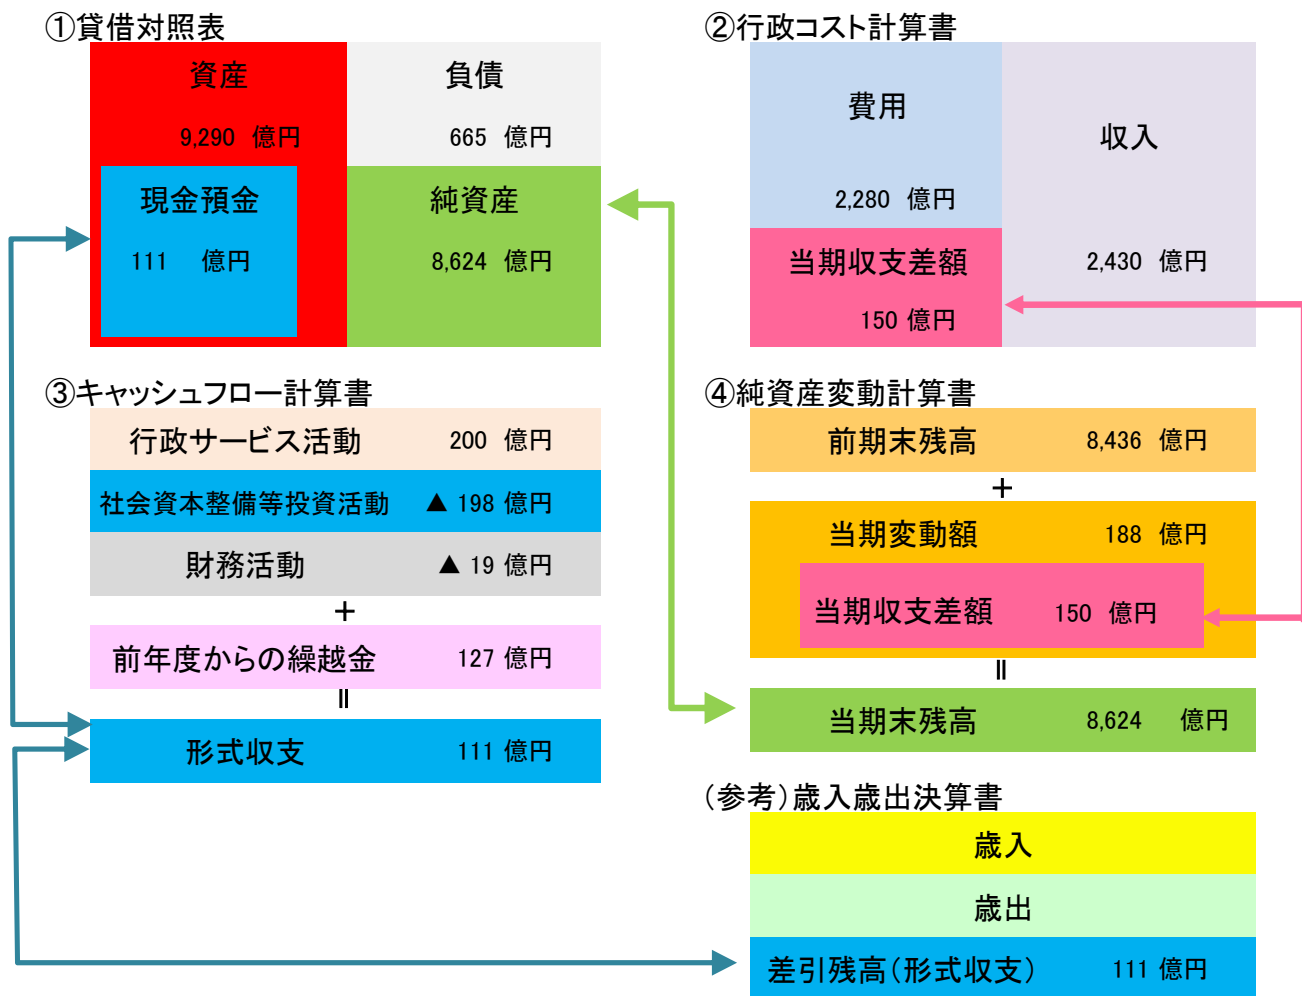 ①貸借対照表
資産
9,290 億円
負債
665 億円
現金預金
111 億円
純資産
8,624 億円
②行政コスト計算書
費用
2,280 億円
収入
2,430 億円
当期収支差額
150 億円
③キャッシュフロー計算書
行政サービス活動 200 億円
社会資本整備等投資活動 ▲ 198 億円
財務活動 ▲ 19 億円
＋
前年度からの繰越金 127 億円
＝
形式収支 111 億円
④純資産変動計算書
前期末残高 8,436 億円
＋
当期変動額 188 億円
当期収支差額 150 億円
＝
当期末残高 8,624 億円
（参考）歳入歳出決算書
歳入
歳出
差引残高（形式収支） 111 億円